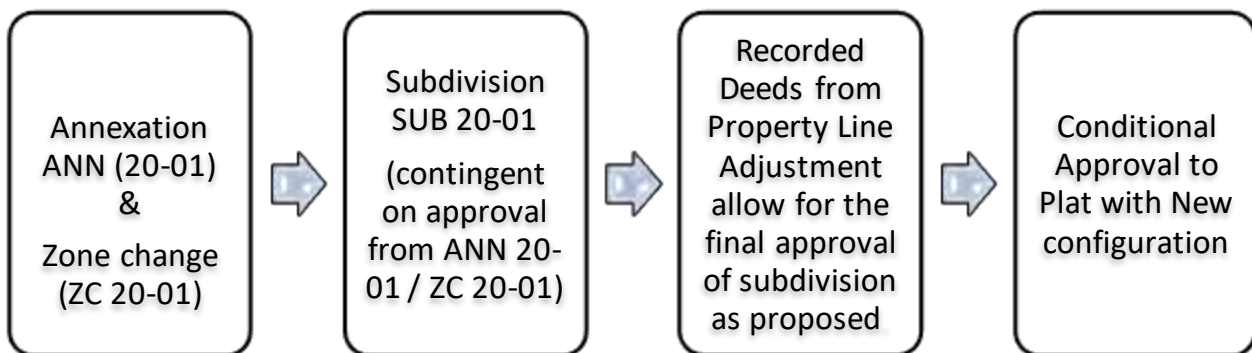 Annexation
ANN (20-01)
&
Zone change
(ZC 20-01)
Subdivision
SUB 20-01
(contingent
on approval
from ANN 20-
01 / ZC 20-01)
Recorded
Deeds from
Property Line
Adjustment
allow for the
final approval
of subdivision
as proposed
Conditional
Approval to
Plat with New
configuration